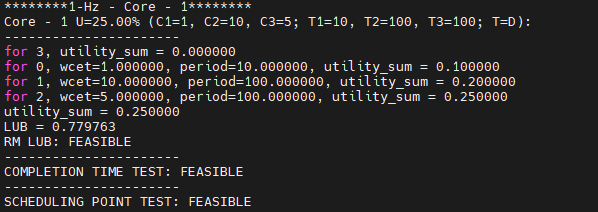 ********1-Hz - Core - 1********
Core - 1 U=25.00% (C1=1, C2=10, C3=5; T1=10, T2=100, T3=100; T=D):
----------------------
for 3, utility_sum = 0.000000
for 0, wcet=1.000000, period=10.000000, utility_sum = 0.100000
for 1, wcet=10.000000, period=100.000000, utility_sum = 0.200000
for 2, wcet=5.000000, period=100.000000, utility_sum = 0.250000
utility_sum = 0.250000
LUB = 0.779763
RM LUB: FEASIBLE
----------------------
COMPLETION TIME TEST: FEASIBLE
----------------------
SCHEDULING POINT TEST: FEASIBLE